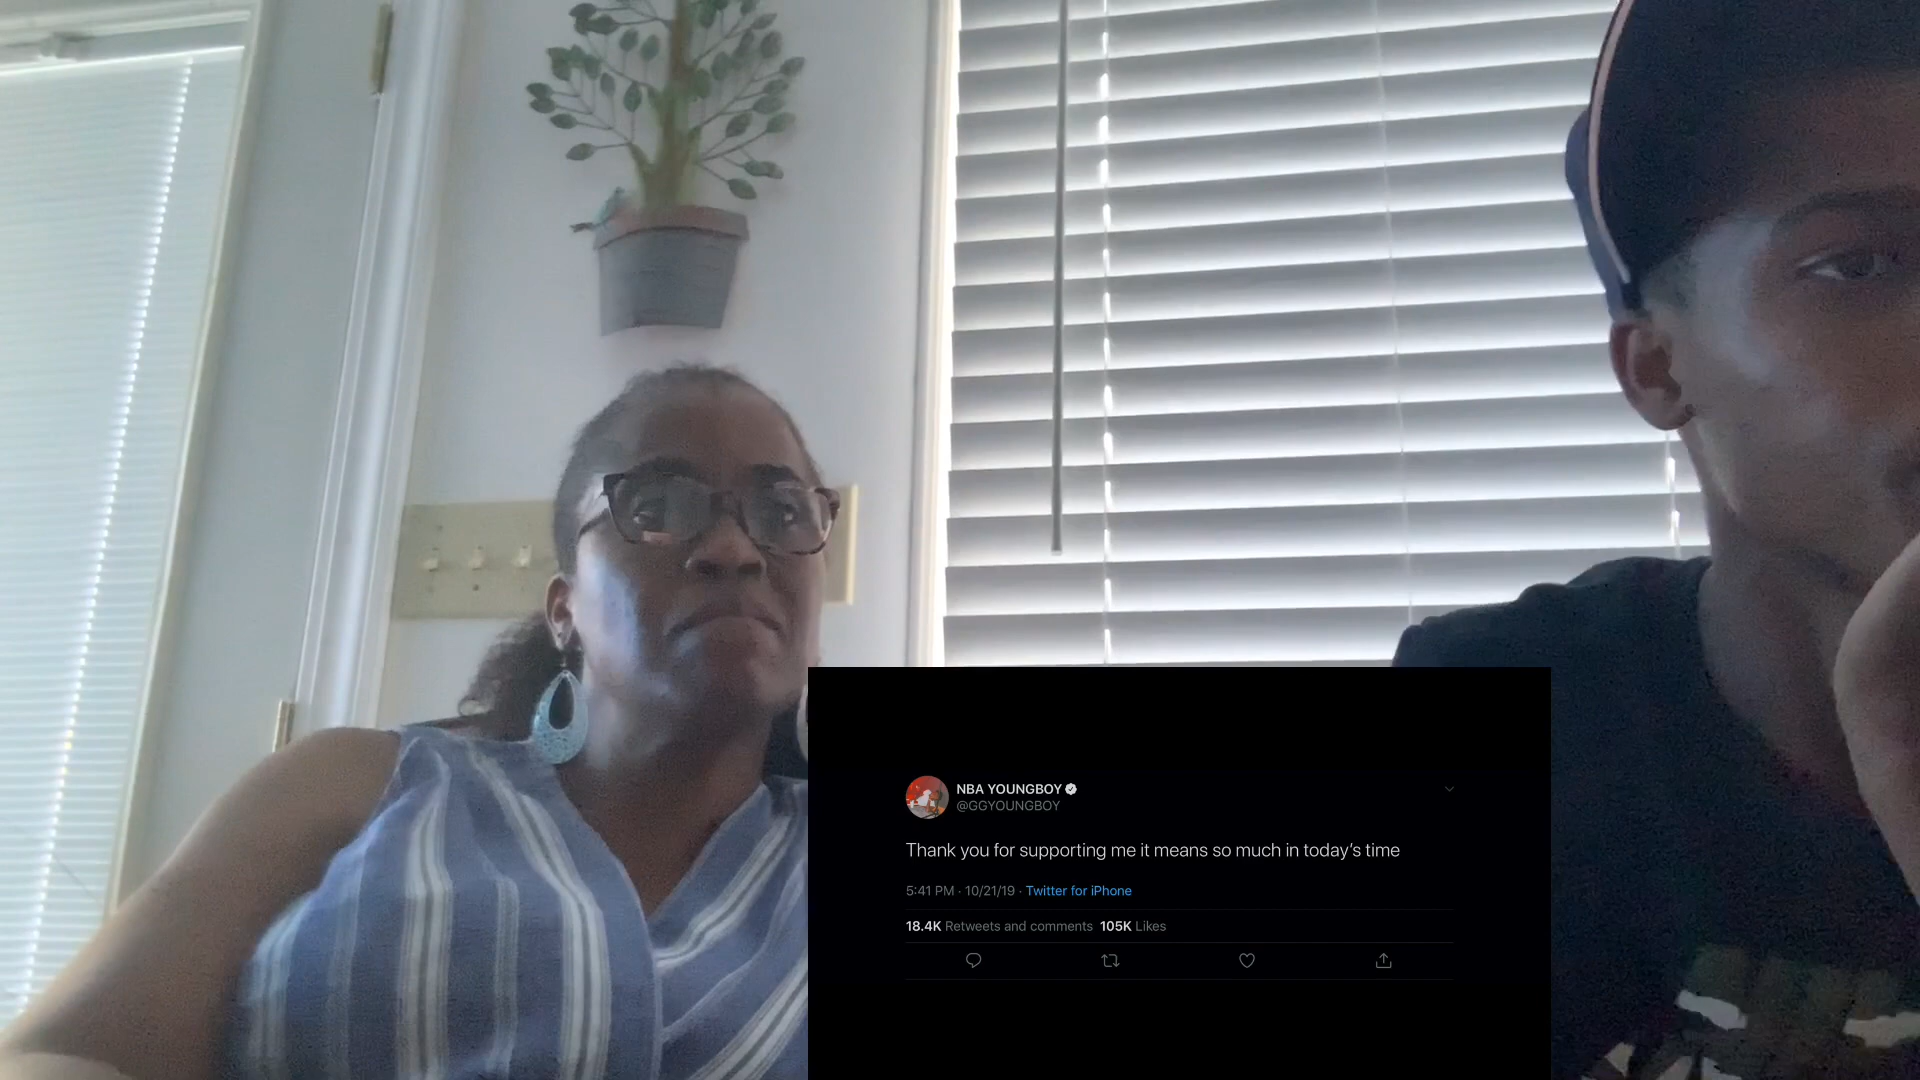 NBA YOUNGBOY
@GGYOUNGBOY
Thank you for supporting me it means so much in today's time
5:41 PM · 10/21/19 · Twitter for iPhone
18.4K Retweets and comments 105K Likes